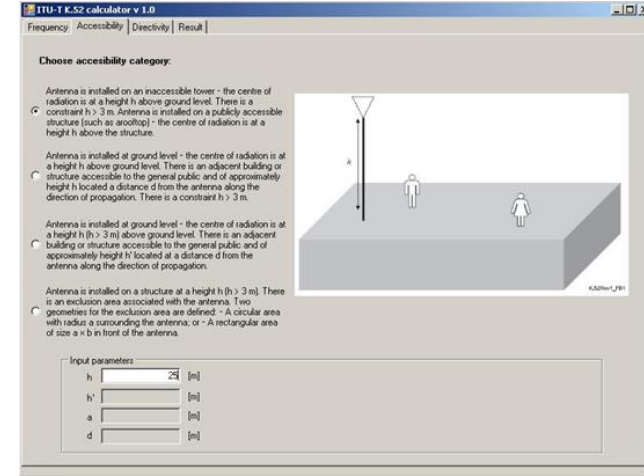 ITU-T K.52 calculator v 1.0
Frequency Accessibility Directivity Result
Choose accesibility category:
Antenna is installed on an inaccessible tower - the centre of
radiation is at a height h above ground level. There is a
constraint h > 3 m. Antenna is installed on a publicly accessible
structure (such as arooftop) - the centre of radiation is at a
height h above the structure.
Antenna is installed at ground level - the centre of radiation is at
a height h above ground level. There is an adjacent building or
structure accessible to the general public and of approximately
height h located a distance d from the antenna along the
direction of propagation. There is a constraint h > 3 m.
Antenna is installed at ground level - the centre of radiation is at
a height h (h > 3 m) above ground level. There is an adjacent
building or structure accessible to the general public and of
approximately height h' located at a distance d from the
antenna along the direction of propagation.
Antenna is installed on a structure at a height h (h > 3 m). There
is an exclusion area associated with the antenna. Two
geometries for the exclusion area are defined: - A circular area
with radius a surrounding the antenna; or - A rectangular area
of size a × b in front of the antenna.
h
K.52Rev1_FB1
Input parameters
h 25 [m]
h' [m]
a [m]
d [m]